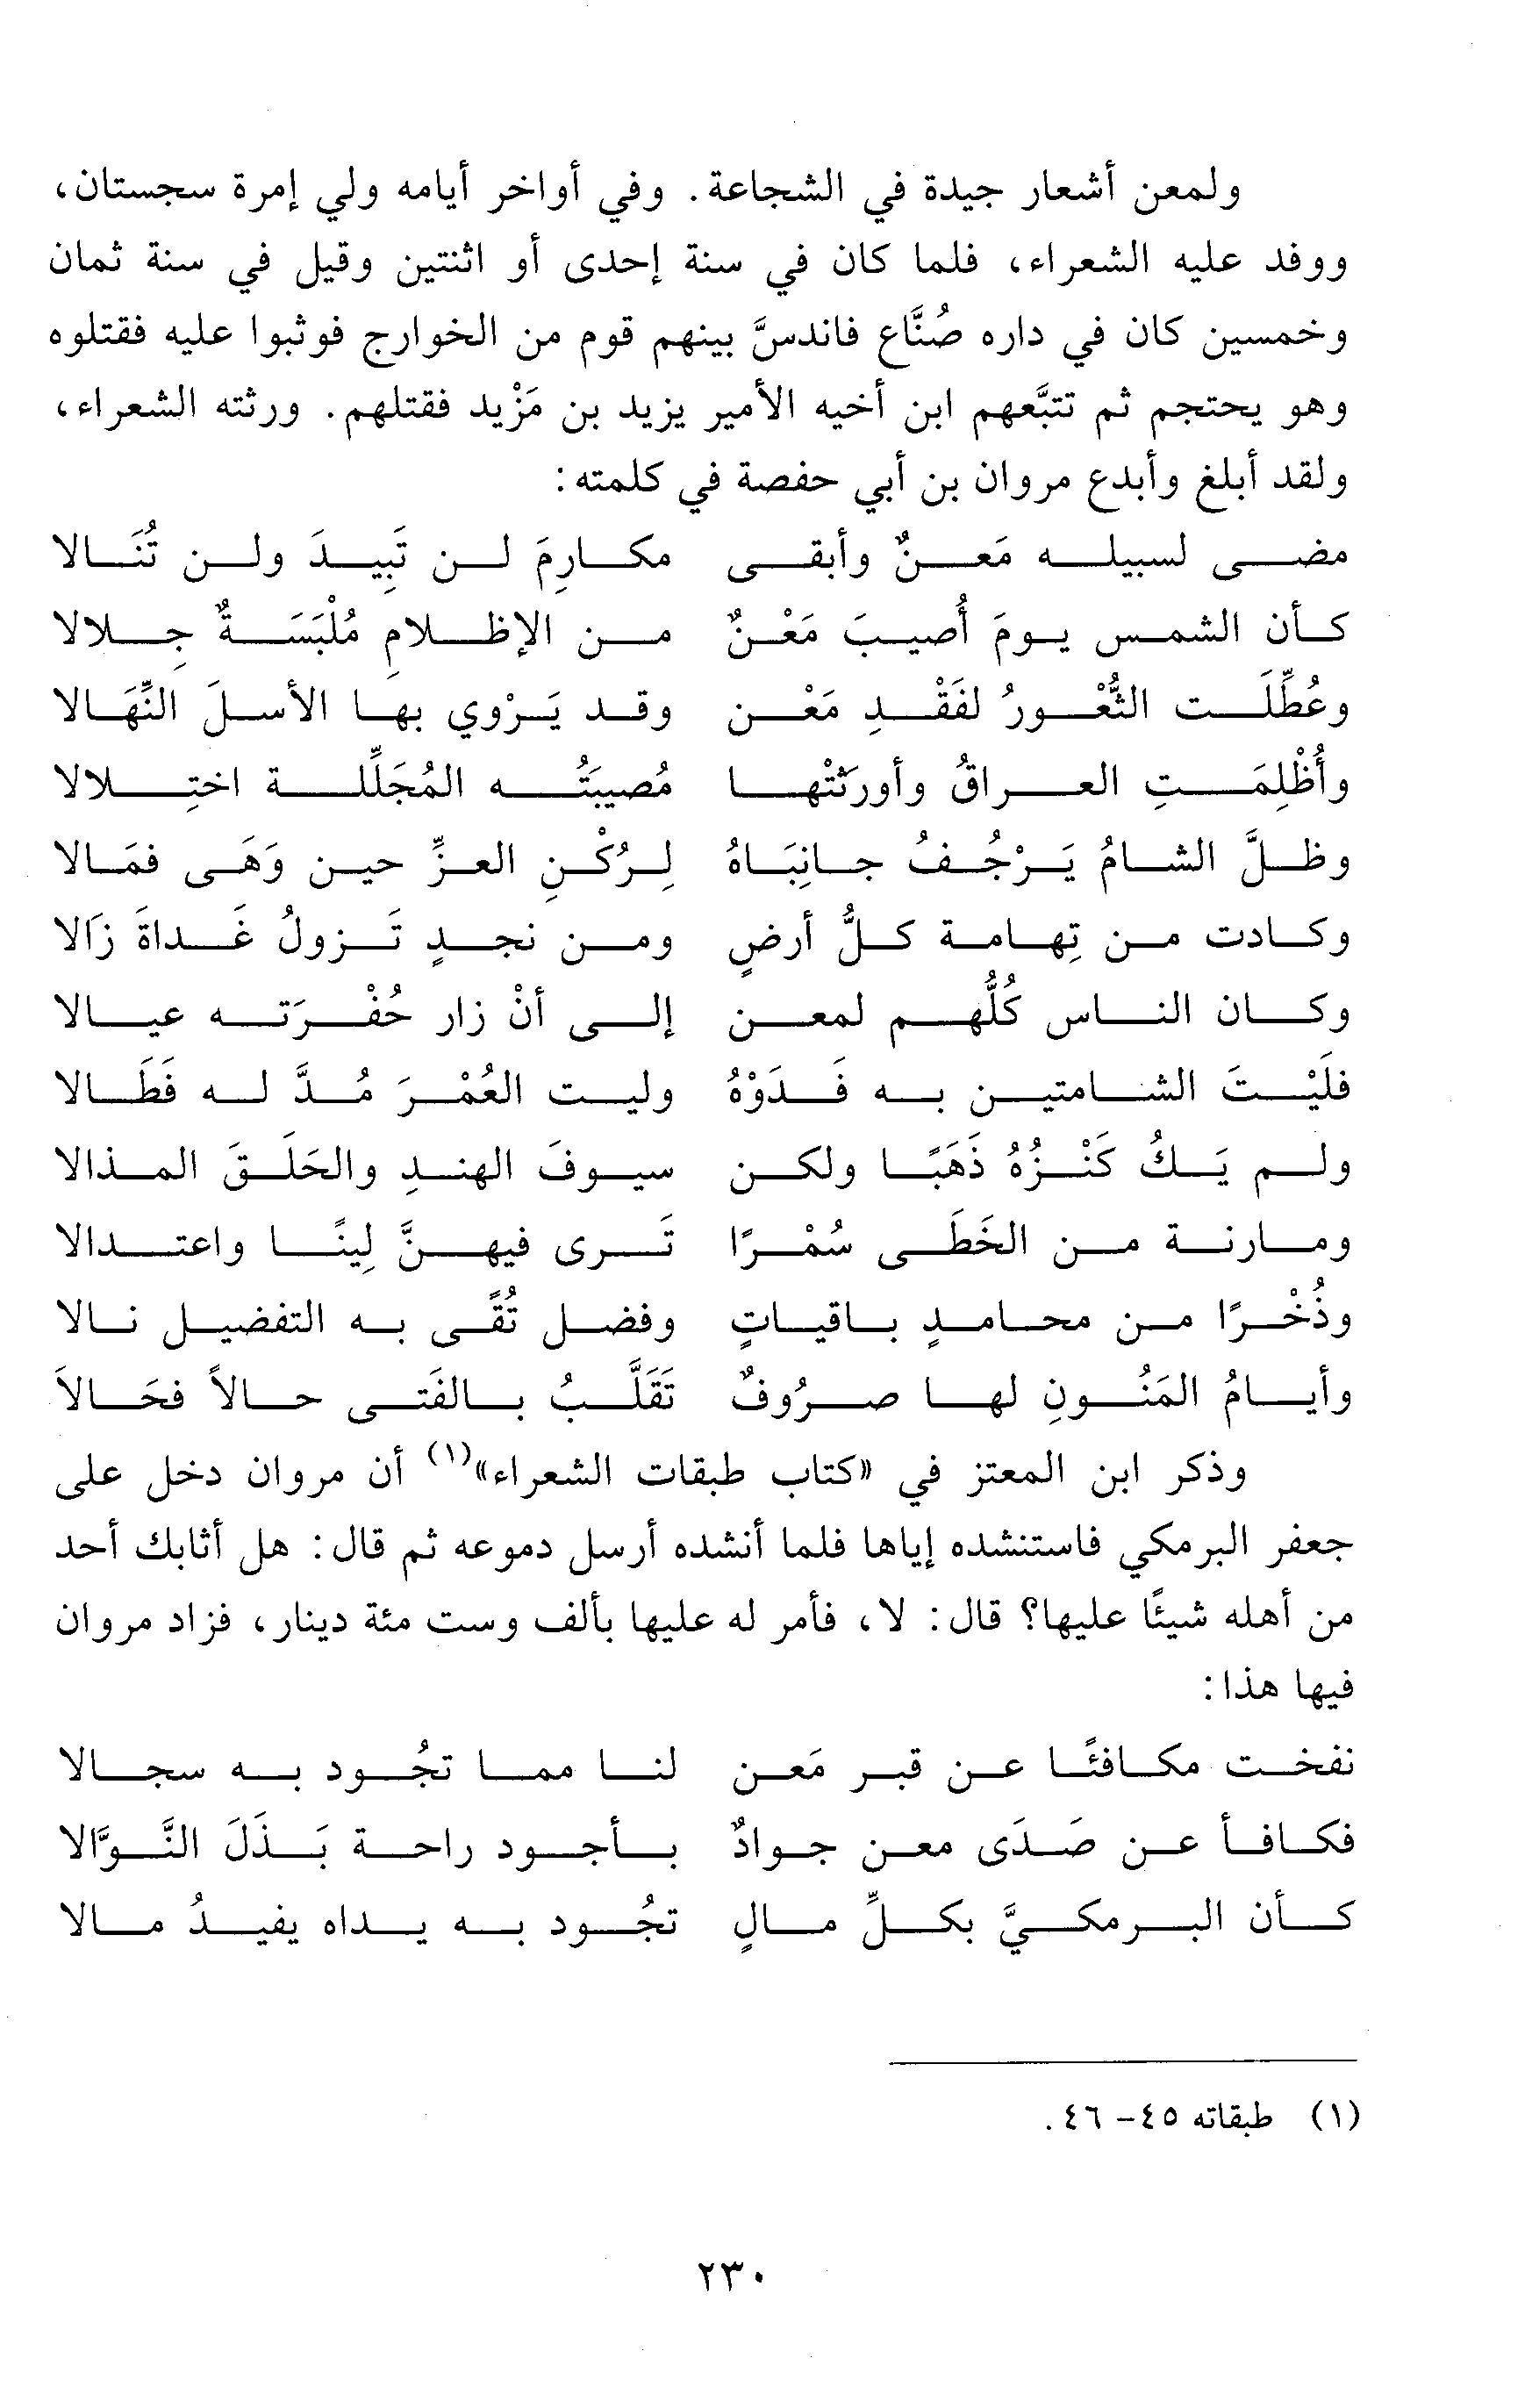 ولمعن أشعار جيدة في الشجاعة. وفي أواخر أيامه ولي إمرة سجستان،
ووفد عليه الشعراء، فلما كان في سنة إحدى أو اثنتين وقيل في سنة ثمان
وخمسين كان في داره صُنَّاع فاندسَّ بينهم قوم من الخوارج فوثبوا عليه فقتلوه
وهو يحتجم ثم تتبَّعهم ابن أخيه الأمير يزيد بن مَزْيد فقتلهم. ورثته الشعراء،
ولقد أبلغ وأبدع مروان بن أبي حفصة في كلمته:
مضى لسبيله مَعنٌ وأبقى مكارِمَ لن تَبِيدَ ولن تُنَالا
كأن الشمس يومَ أُصيبَ مَعْنٌ من الإظلامِ مُلْبَسَةٌ جِلالا
وعُطِّلَت الثُّغْورُ لفَقْدِ مَعْن وقد يَرْوي بها الأسلَ النِّهَالا
وأُظْلِمَتِ العراقُ وأورَثتْها مُصيبَتُه المُجَلِّلة اختِلالا
وظلَّ الشامُ يَرْجُفُ جانِبَاهُ لِرُكْنِ العزِّ حين وَهَى فمَالا
وكادت من تِهامة كلُّ أرضٍ ومن نجدٍ تَزولُ غَداةَ زَالا
وكان الناس كُلُّهم لمعن إلى أنْ زار حُفْرَته عيالا
فلَيْتَ الشامتين به فَدَوْهُ وليت العُمْرَ مُدَّ له فَطَالا
ولم يَكُ كَنْزُهُ ذَهَبًا ولكن سيوفَ الهندِ والحَلَقَ المذالا
ومارنة من الخَطَى سُمْرًا تَرى فيهنَّ لِينًا واعتدالا
وذُخْرًا من محامدٍ باقياتٍ وفضل تُقًى به التفضيل نالا
وأيامُ المَنُونِ لها صرُوفٌ تَقَلَّبُ بالفَتى حالاً فحَالاَ
وذكر ابن المعتز في «كتاب طبقات الشعراء»(١) أن مروان دخل على
جعفر البرمكي فاستنشده إياها فلما أنشده أرسل دموعه ثم قال: هل أثابك أحد
من أهله شيئًا عليها؟ قال: لا، فأمر له عليها بألف وست مئة دينار، فزاد مروان
فيها هذا:
نفخت مكافئًا عن قبر مَعن لنا مما تجُود به سجالا
فكافأ عن صَدَى معن جوادٌ بأجود راحة بَذَلَ النَّوَّالا
كأن البرمكيَّ بكلِّ مالٍ تجُود به يداه يفيدُ مالا
(١) طبقاته ٤٥- ٤٦.
٢٣٠